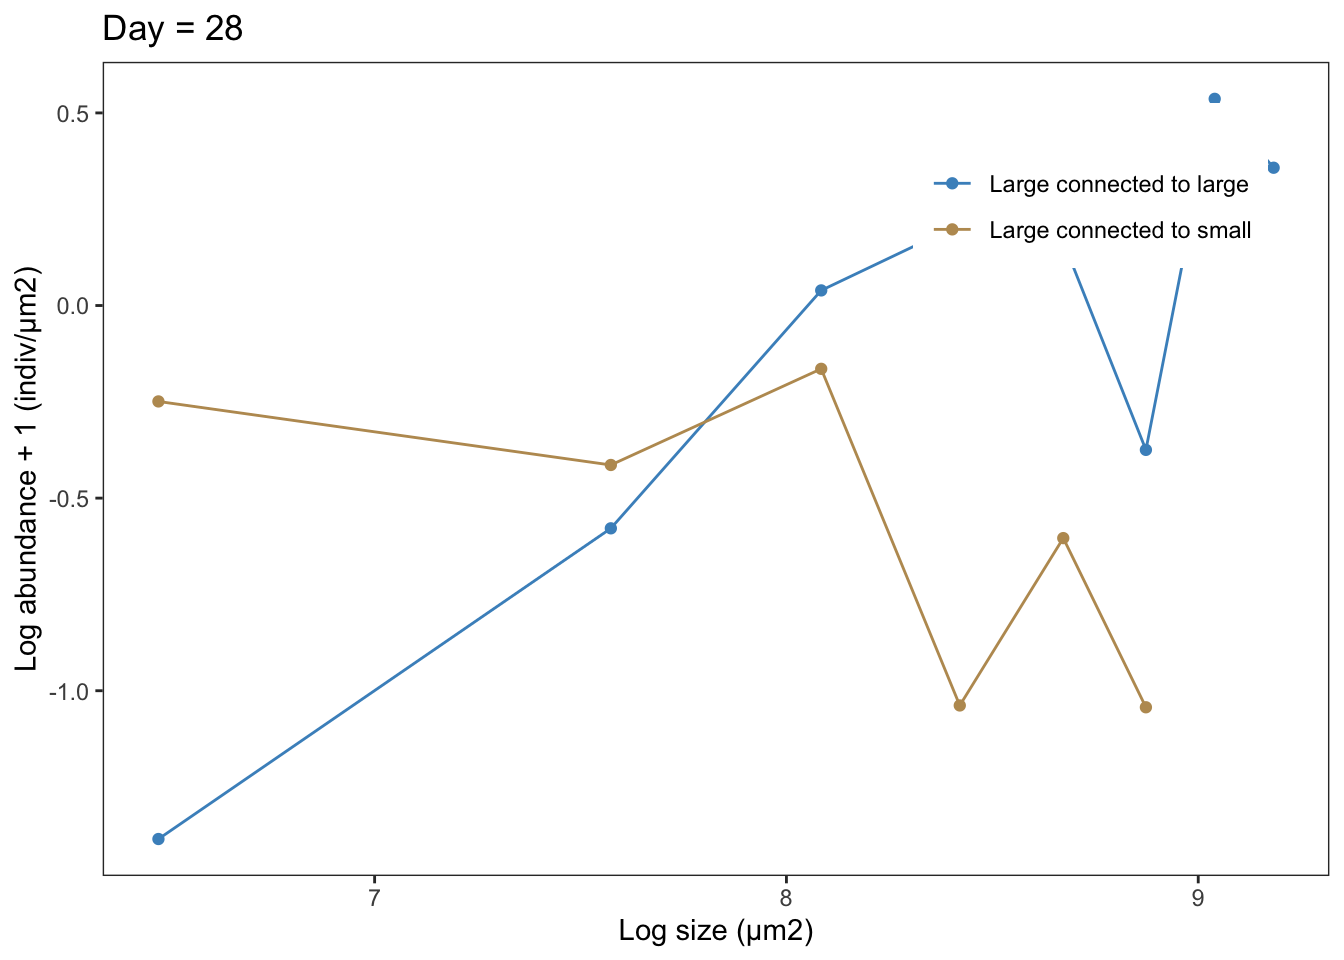 Day = 28
0.5
0.0
-0.5
-1.0
Log abundance + 1 (indiv/µm2)
Large connected to large
Large connected to small
7
8
9
Log size (µm2)